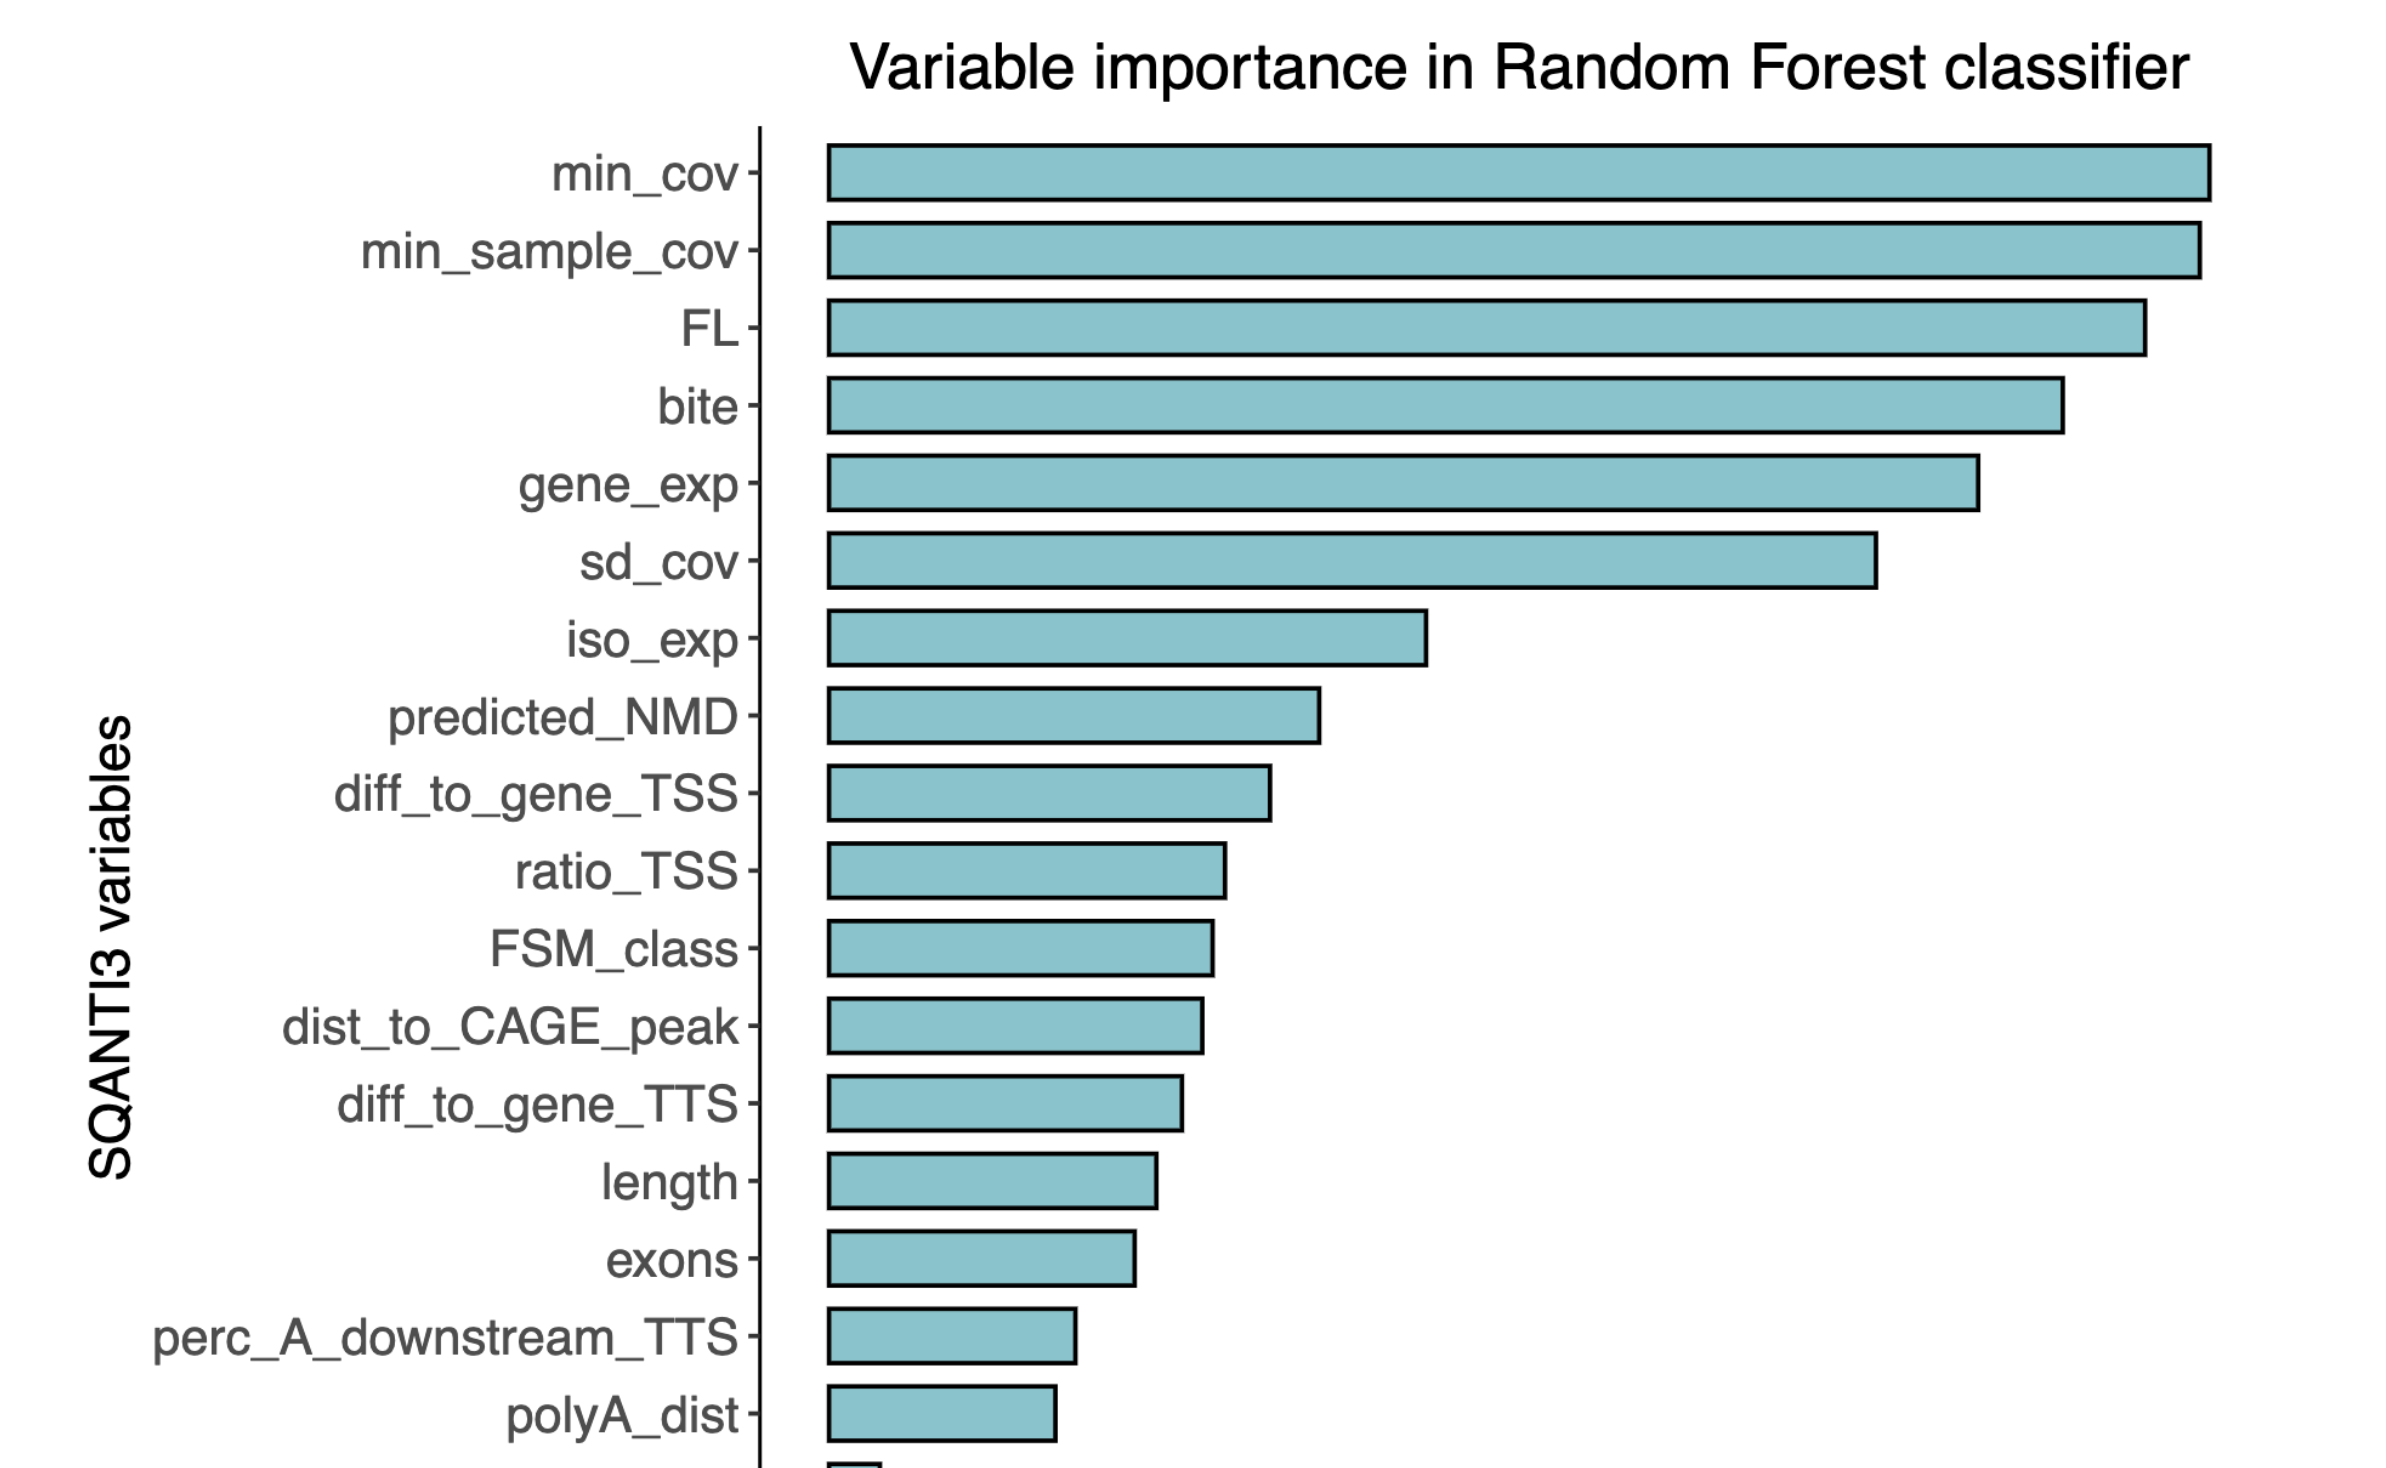 Variable importance in Random Forest classifier
min_cov
min_sample_cov
FL
bite
gene_exp
sd_cov
iso_exp
predicted_NMD
diff_to_gene_TSS
ratio_TSS
FSM_class
dist_to_CAGE_peak
diff_to_gene_TTS
length
exons
perc_A_downstream_TTS
polyA_dist
SQANTI3 variables